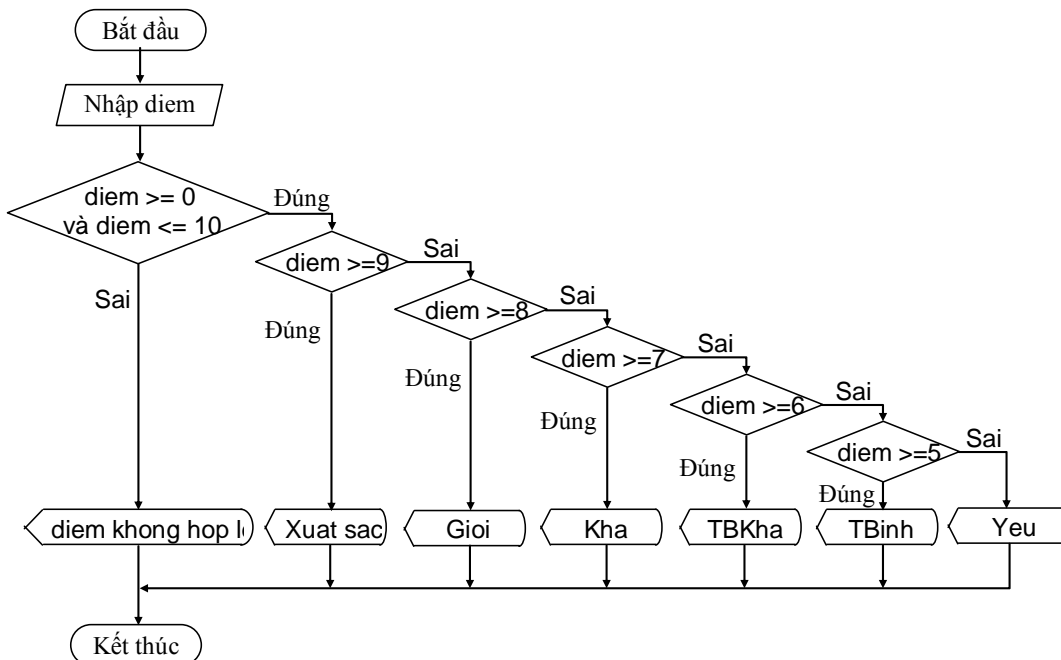 Bắt đầu
Nhập diem
diem >= 0
và diem <= 10
Đúng
Sai
diem >=9
Sai
Đúng
diem >=8
Sai
Đúng
diem >=7
Sai
Đúng
diem >=6
Sai
Đúng
diem >=5
Sai
Đúng
diem khong hop
Xuat sac
Gioi
Kha
TBKha
TBinh
Yeu
Kết thúc